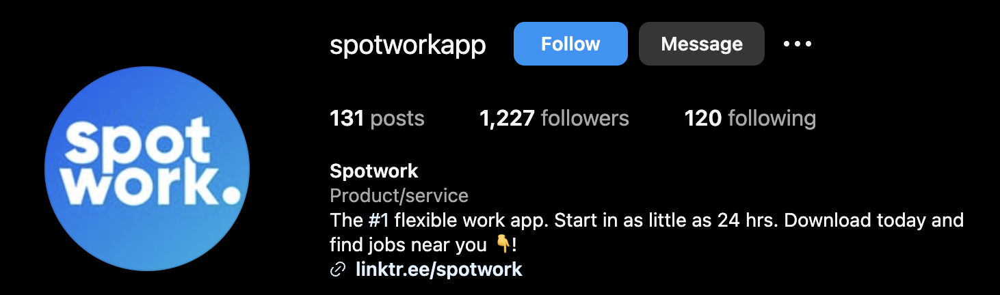 spot
work.
spotworkapp Follow Message
131 posts 1,227 followers 120 following
Spotwork
Product/service
The #1 flexible work app. Start in as little as 24 hrs. Download today and
find jobs near you 👇!
linktr.ee/spotwork